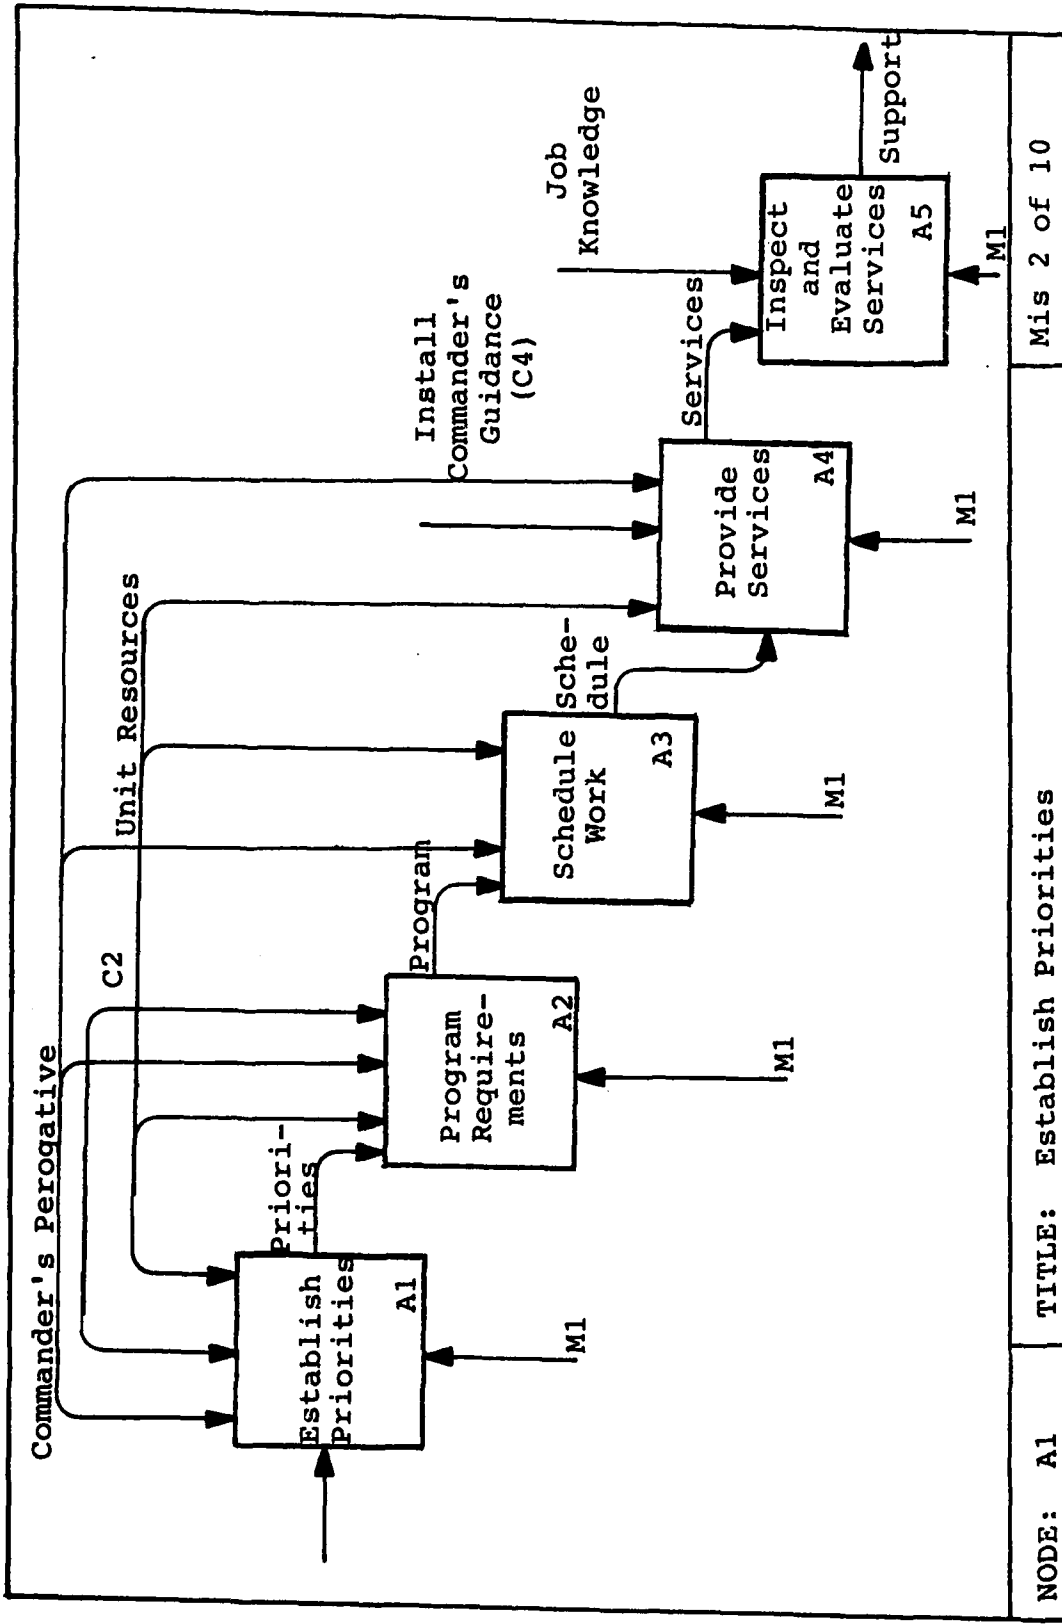 Commander's Perogative
C2
Unit Resources
Install
Commander's
Guidance
(C4)
Job
Knowledge
Establish
Priorities
A1
Priori-
ties
M1
Program
Require-
ments
A2
Program
M1
Schedule
Work
A3
Sche-
dule
M1
Provide
Services
A4
Services
M1
Inspect
and
Evaluate
Services
A5
Support
M1
NODE: A1
TITLE: Establish Priorities
Mis 2 of 10